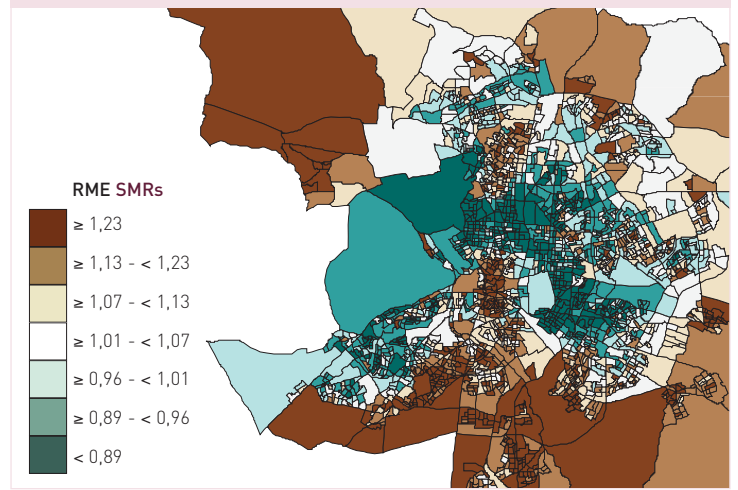 RME SMRs
≥ 1,23
≥ 1,13 - < 1,23
≥ 1,07 - < 1,13
≥ 1,01 - < 1,07
≥ 0,96 - < 1,01
≥ 0,89 - < 0,96
< 0,89